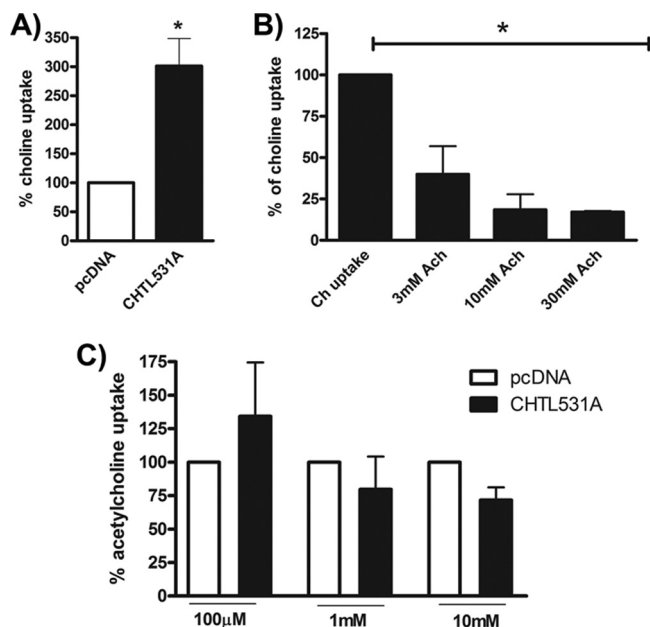 A)
% choline uptake
350
300
250
200
150
100
50
0
*
pcDNA
CHTL531A
B)
% of choline uptake
125
100
75
50
25
0
*
Ch uptake
3mM Ach
10mM Ach
30mM Ach
C)
% acetylcholine uptake
175
150
125
100
75
50
25
0
pcDNA
CHTL531A
100µM
1mM
10mM